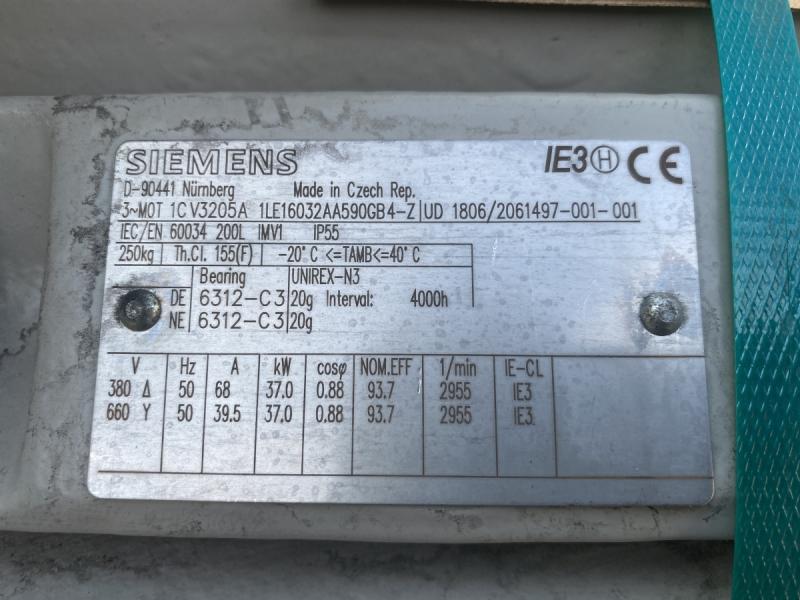 SIEMENS IE3 H CE
D-90441 Nürnberg Made in Czech Rep.
3~MOT 1CV3205A 1LE16032AA590GB4-Z UD 1806/2061497-001-001
IEC/EN 60034 200L IMV1 IP55
250kg Th.Cl. 155(F) -20°C <=TAMB<=40°C
Bearing UNIREX-N3
DE 6312-C3 20g Interval: 4000h
NE 6312-C3 20g
V Hz A kW cosφ NOM.EFF 1/min IE-CL
380 Δ 50 68 37.0 0.88 93.7 2955 IE3
660 Y 50 39.5 37.0 0.88 93.7 2955 IE3